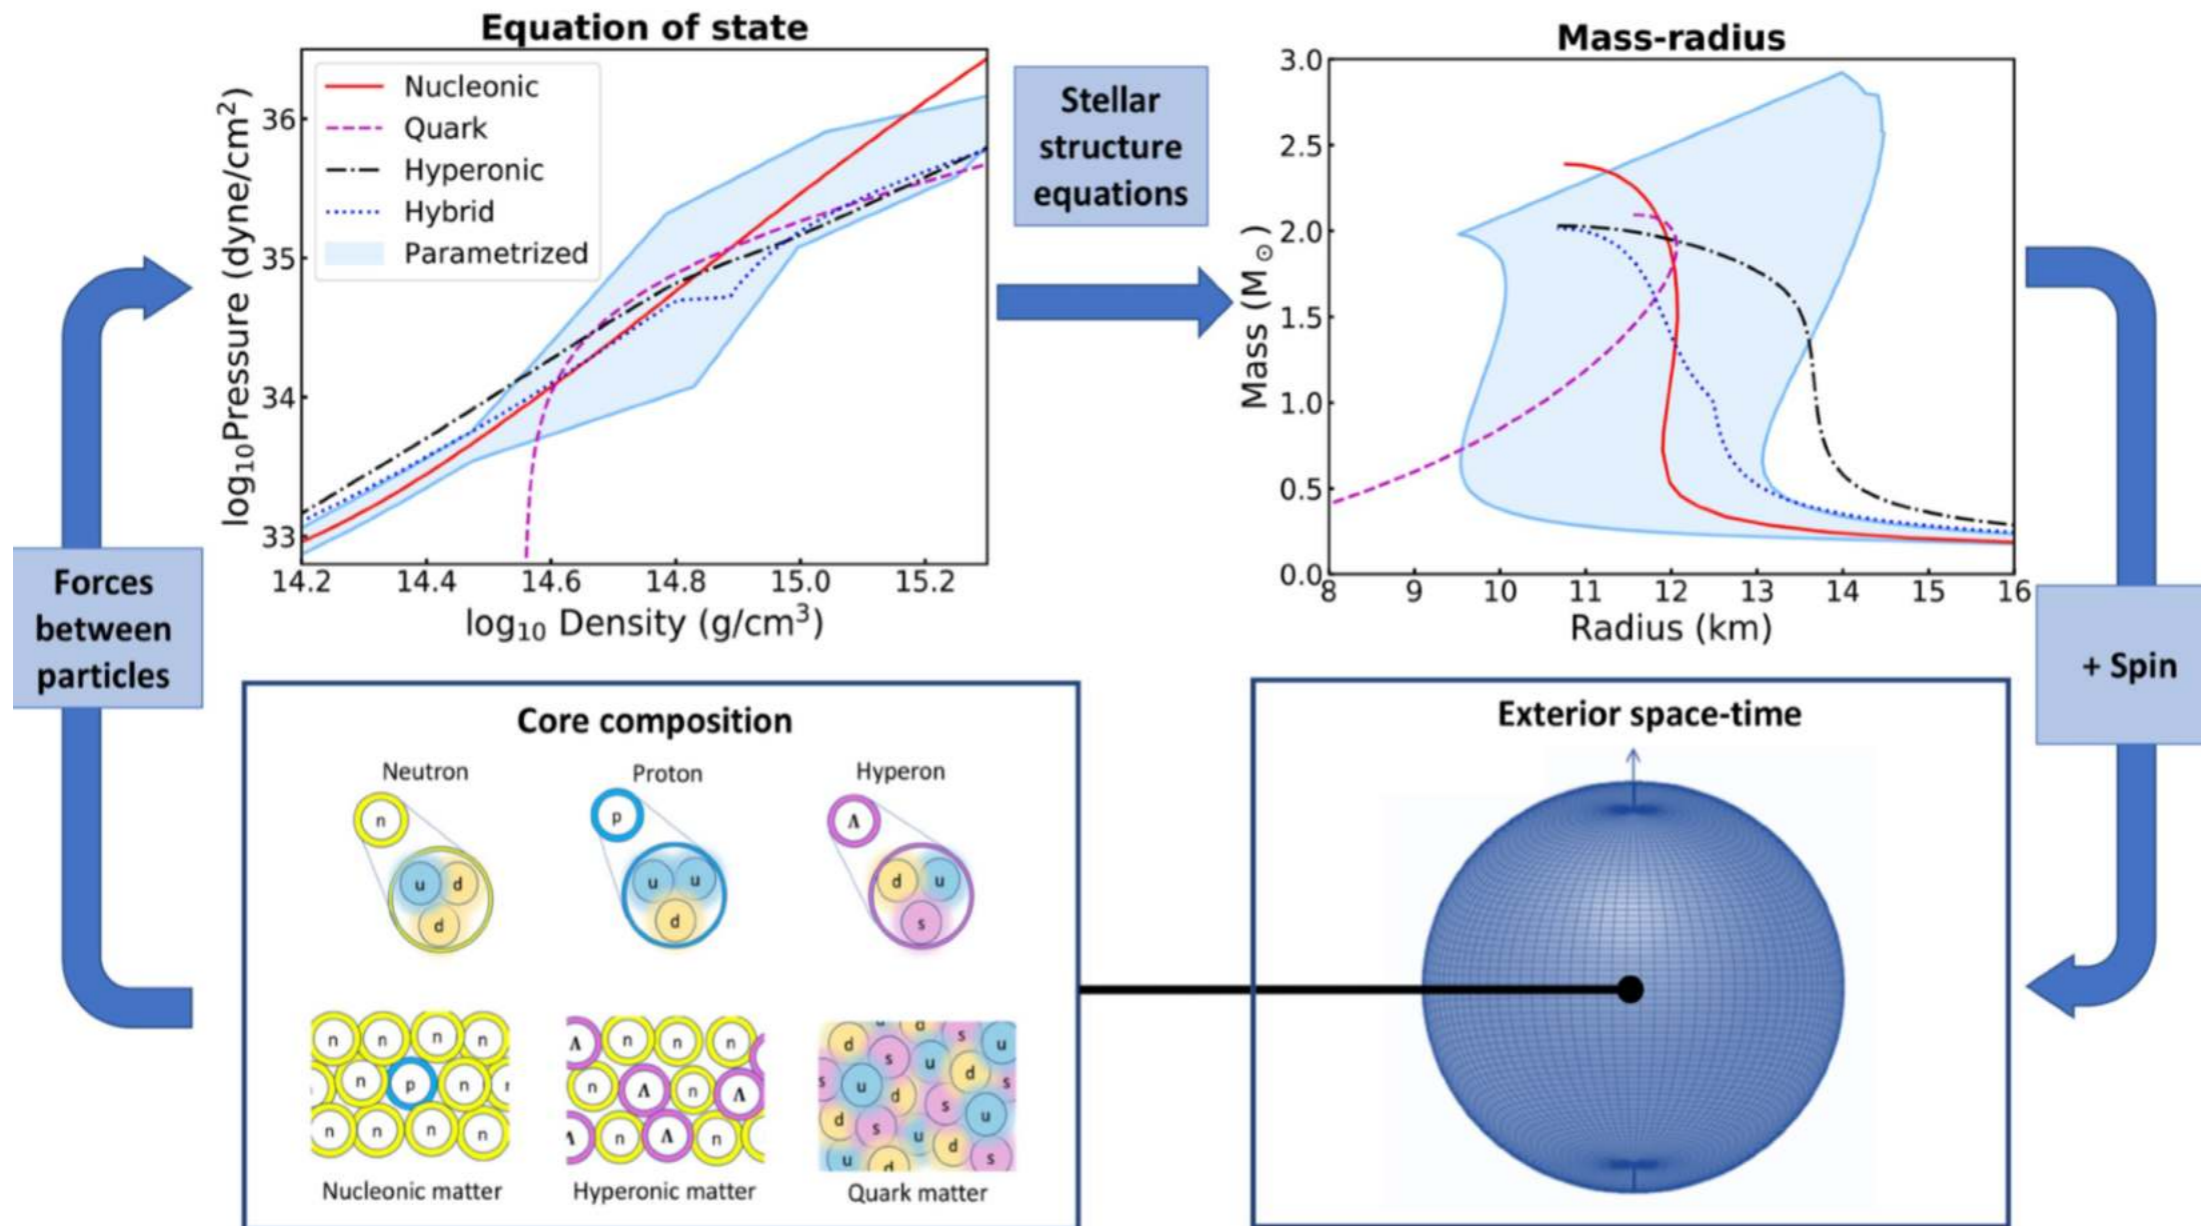 Equation of state
Nucleonic
Quark
Hyperonic
Hybrid
Parametrized
log₁₀Pressure (dyne/cm²)
36
35
34
33
14.2 14.4 14.6 14.8 15.0 15.2
log₁₀ Density (g/cm³)
Stellar
structure
equations
Mass-radius
Mass (M☉)
3.0
2.5
2.0
1.5
1.0
0.5
0.0
8 9 10 11 12 13 14 15 16
Radius (km)
Forces
between
particles
+ Spin
Core composition
Neutron Proton Hyperon
n p Λ
u d u u d u
d d s
n n n n Λ n n n d s d s u
n p n n Λ n Λ s u d s u d s u
n n n n Λ n Λ n d s u d s u d
Nucleonic matter Hyperonic matter Quark matter
Exterior space-time